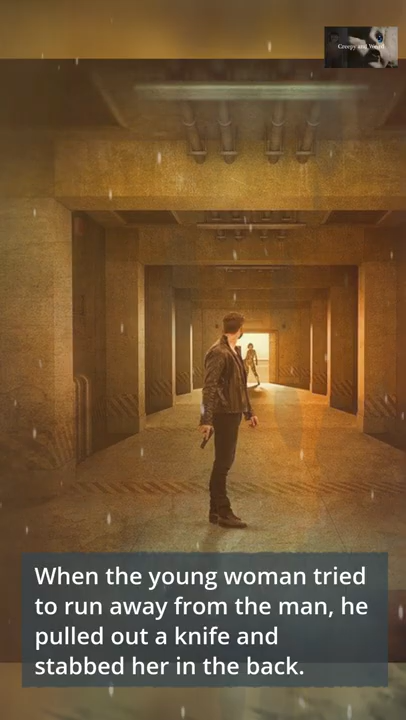 Creepy and Weird
When the young woman tried
to run away from the man, he
pulled out a knife and
stabbed her in the back.